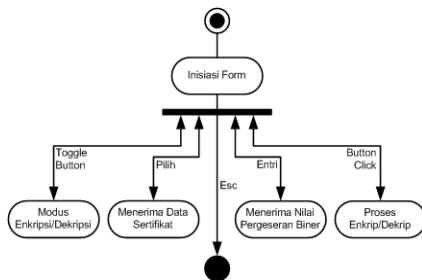 Inisiasi Form
Toggle
Button
Pilih
Esc
Entri
Button
Click
Modus
Enkripsi/Dekripsi
Menerima Data
Sertifikat
Menerima Nilai
Pergeseran Biner
Proses
Enkrip/Dekrip